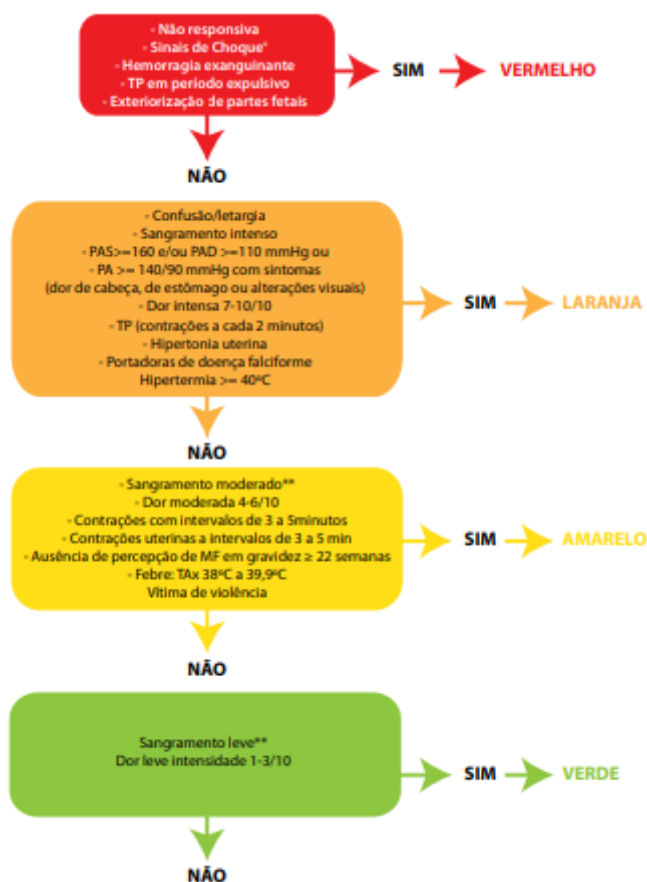 - Não responsiva
- Sinais de Choque*
- Hemorragia exanguinante
- TP em período expulsivo
- Exteriorização de partes fetais
SIM
VERMELHO
NÃO
- Confusão/letargia
- Sangramento intenso
- PAS>=160 e/ou PAD >=110 mmHg ou
- PA >= 140/90 mmHg com sintomas
(dor de cabeça, de estômago ou alterações visuais)
- Dor intensa 7-10/10
- TP (contrações a cada 2 minutos)
- Hipertonia uterina
- Portadoras de doença falciforme
Hipertermia >= 40ºC
SIM
LARANJA
NÃO
- Sangramento moderado**
- Dor moderada 4-6/10
- Contrações com intervalos de 3 a 5minutos
- Contrações uterinas a intervalos de 3 a 5 min
- Ausência de percepção de MF em gravidez ≥ 22 semanas
- Febre: TAx 38ºC a 39,9ºC
Vítima de violência
SIM
AMARELO
NÃO
Sangramento leve**
Dor leve intensidade 1-3/10
SIM
VERDE
NÃO